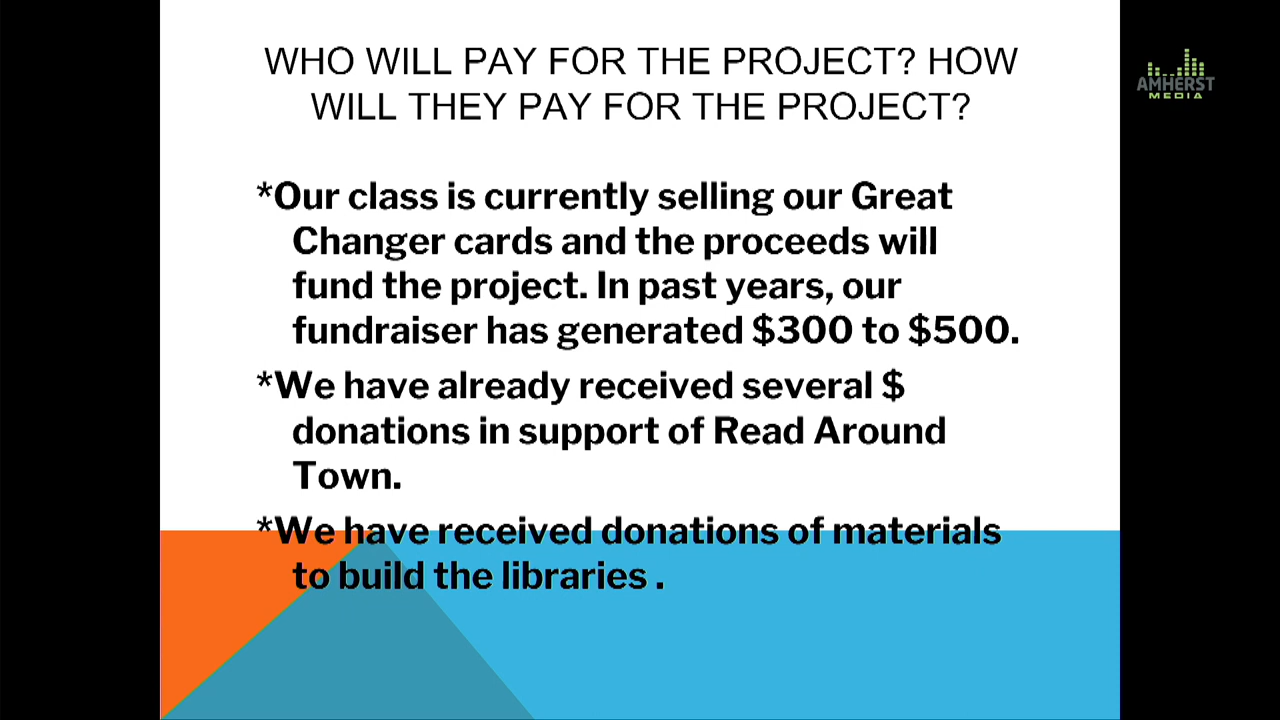 WHO WILL PAY FOR THE PROJECT? HOW
WILL THEY PAY FOR THE PROJECT?
AMHERST
MEDIA
*Our class is currently selling our Great
Changer cards and the proceeds will
fund the project. In past years, our
fundraiser has generated $300 to $500.
*We have already received several $
donations in support of Read Around
Town.
*We have received donations of materials
to build the libraries .